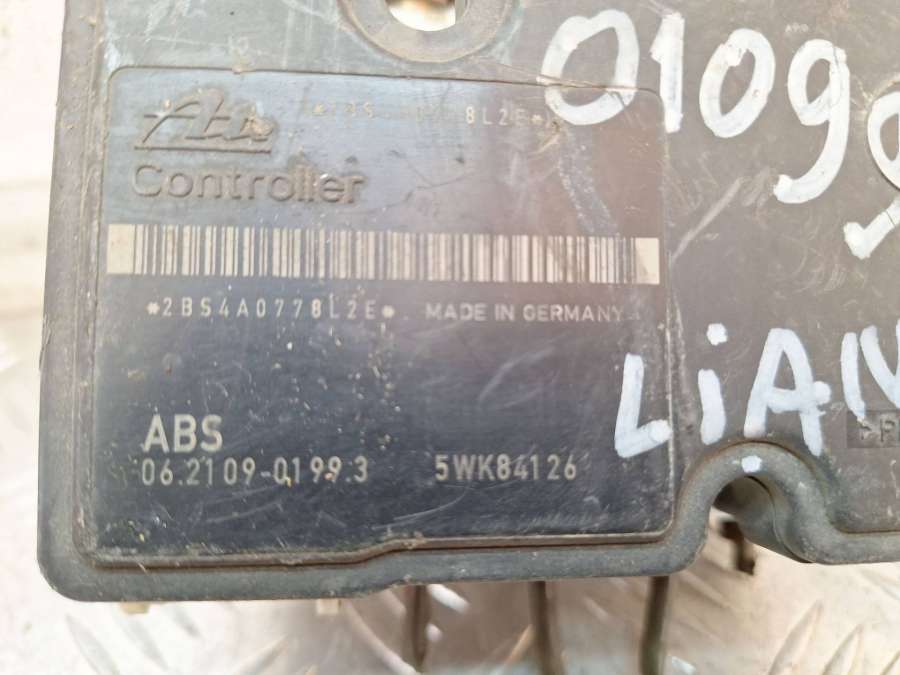 Ate
Controller
*2BS4A0778L2E* MADE IN GERMANY
ABS
06.2109-0199.3 5WK84126
0109
LiAN
>P